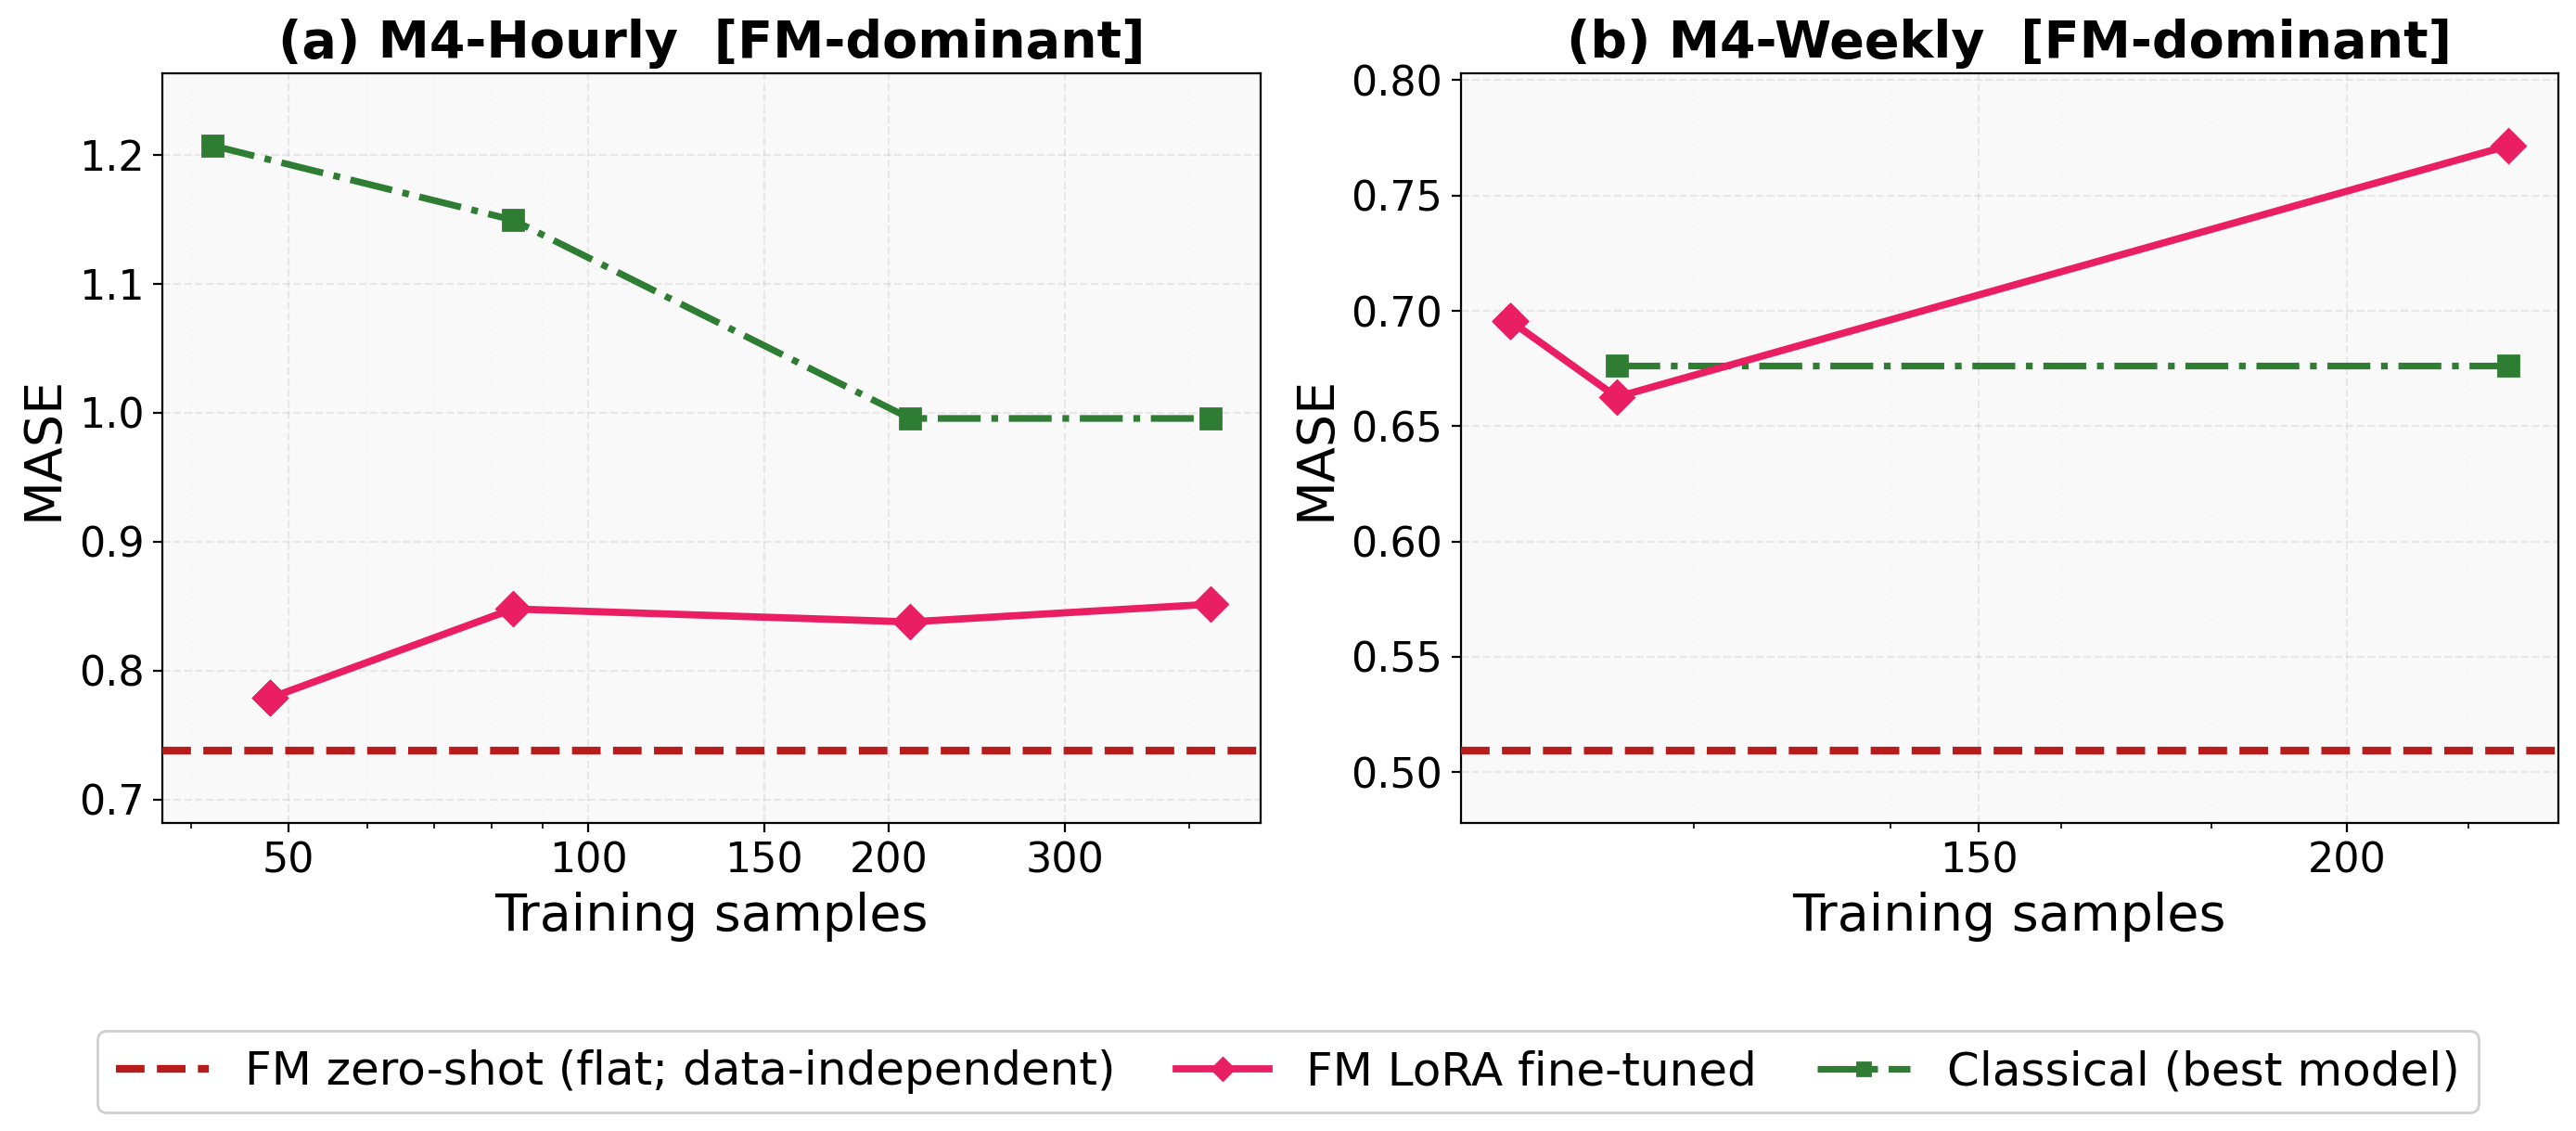 (a) M4-Hourly [FM-dominant]
MASE
1.2
1.1
1.0
0.9
0.8
0.7
50
100
150
200
300
Training samples
(b) M4-Weekly [FM-dominant]
MASE
0.80
0.75
0.70
0.65
0.60
0.55
0.50
150
200
Training samples
FM zero-shot (flat; data-independent)
FM LoRA fine-tuned
Classical (best model)